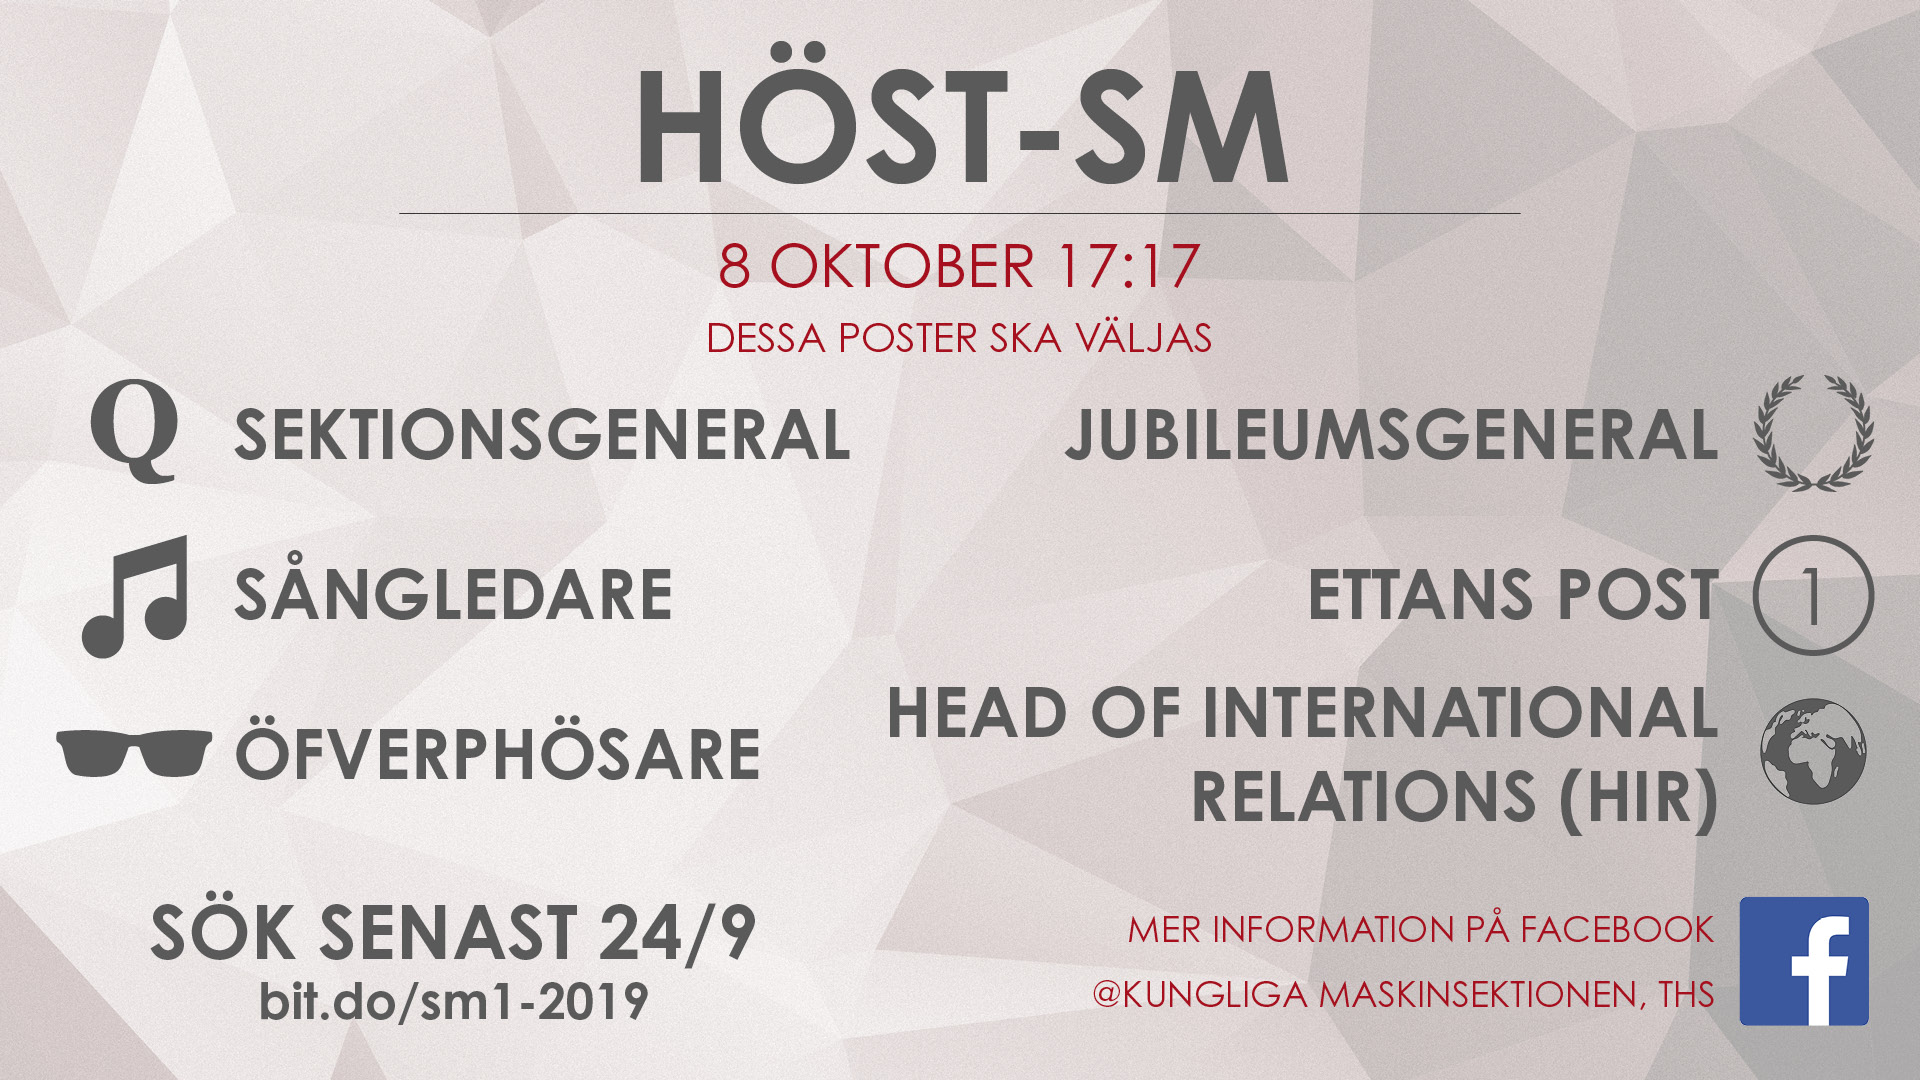 HÖST-SM
8 OKTOBER 17:17
DESSA POSTER SKA VÄLJAS
Q SEKTIONSGENERAL
SÅNGLEDARE
ÖFVERPHÖSARE
JUBILEUMSGENERAL
ETTANS POST 1
HEAD OF INTERNATIONAL
RELATIONS (HIR)
SÖK SENAST 24/9
bit.do/sm1-2019
MER INFORMATION PÅ FACEBOOK
@KUNGLIGA MASKINSEKTIONEN, THS
f